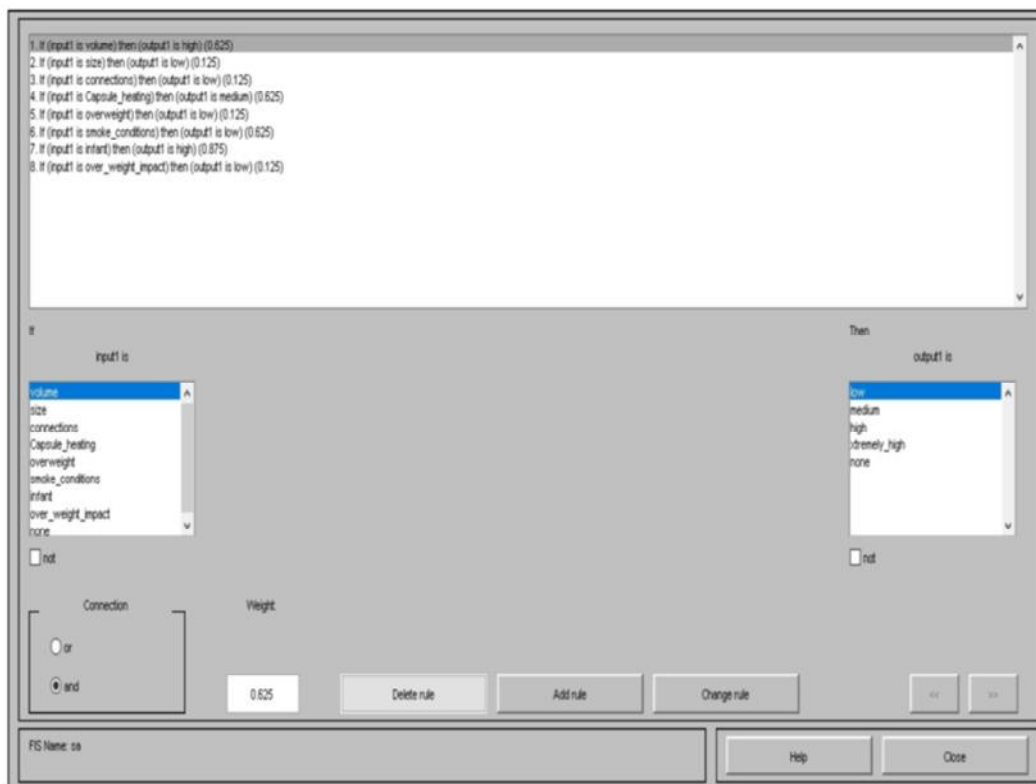 1. If (input1 is volume) then (output1 is high) (0.625)
2. If (input1 is size) then (output1 is low) (0.125)
3. If (input1 is connections) then (output1 is low) (0.125)
4. If (input1 is Capsule_heating) then (output1 is medium) (0.625)
5. If (input1 is overweight) then (output1 is low) (0.125)
6. If (input1 is smoke_conditions) then (output1 is low) (0.625)
7. If (input1 is infant) then (output1 is high) (0.875)
8. If (input1 is over_weight_impact) then (output1 is low) (0.125)
If
Then
input1 is
output1 is
volume
size
connections
Capsule_heating
overweight
smoke_conditions
infant
over_weight_impact
none
low
medium
high
xtremely_high
none
not
not
Connection
Weight:
or
and
0.625
Delete rule
Add rule
Change rule
<<
>>
FIS Name: sa
Help
Close